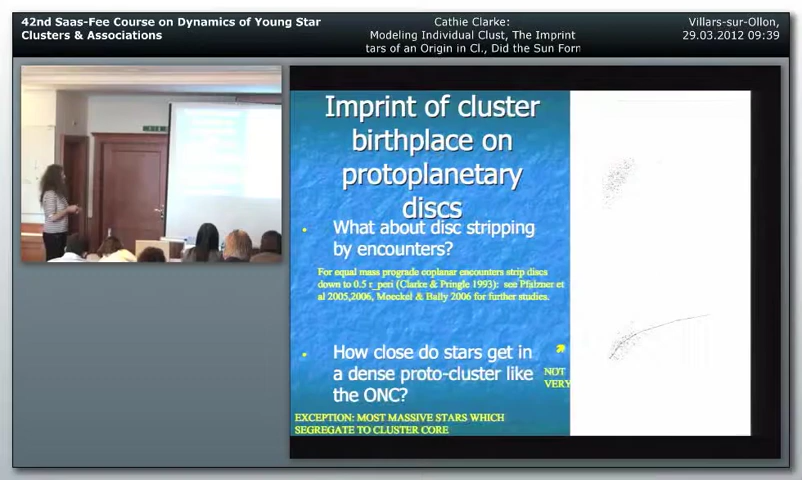 42nd Saas-Fee Course on Dynamics of Young Star
Clusters & Associations
Cathie Clarke:
Modeling Individual Clust, The Imprint
tars of an Origin in Cl., Did the Sun Forn
Villars-sur-Ollon,
29.03.2012 09:39
Imprint of cluster
birthplace on
protoplanetary
discs
• What about disc stripping
by encounters?
For equal mass prograde coplanar encounters strip discs
down to 0.5 r_peri (Clarke & Pringle 1993): see Pfalzner et
al 2005,2006, Moeckel & Bally 2006 for further studies.
• How close do stars get in
a dense proto-cluster like
the ONC?
NOT
VERY
EXCEPTION: MOST MASSIVE STARS WHICH
SEGREGATE TO CLUSTER CORE